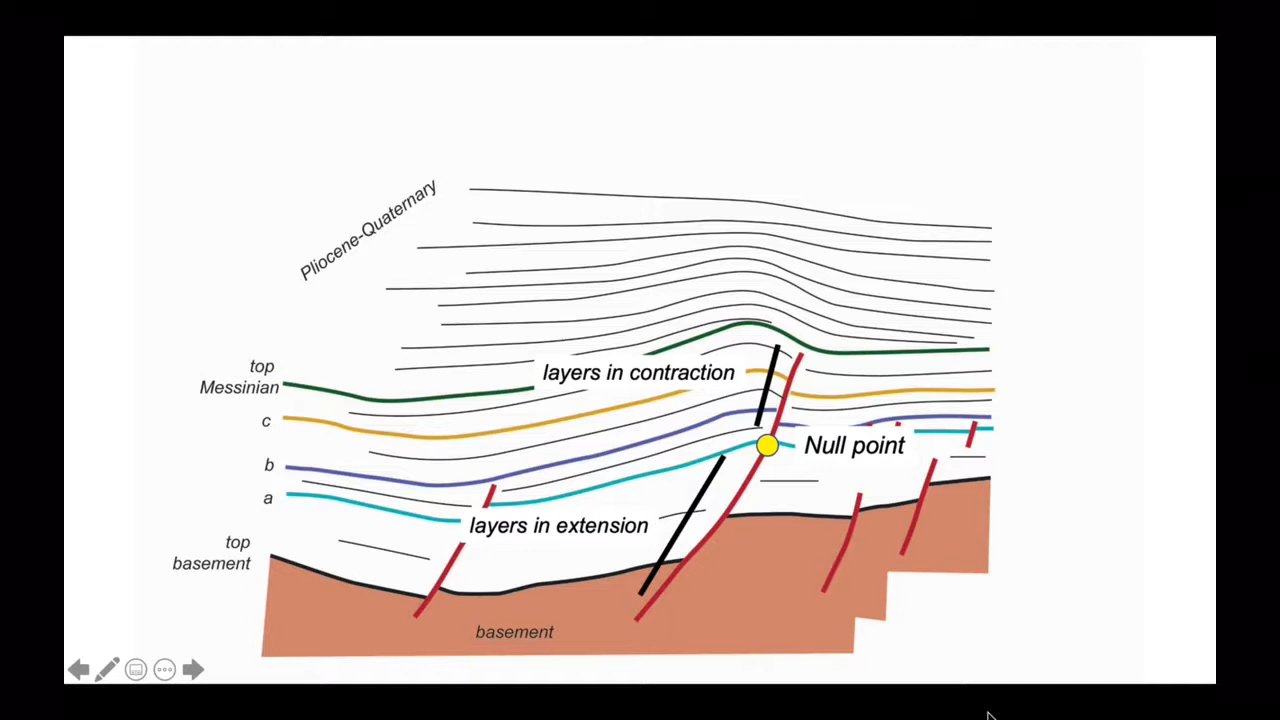 Pliocene-Quaternary
top
Messinian
layers in contraction
c
Null point
b
a
layers in extension
top
basement
basement